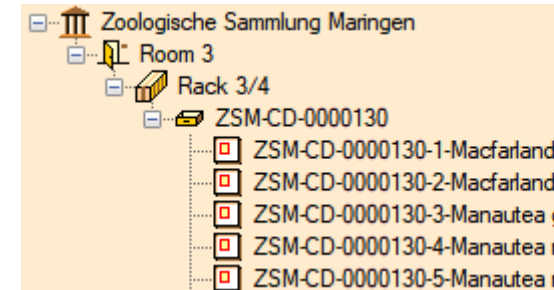 Zoologische Sammlung Maringen
Room 3
Rack 3/4
ZSM-CD-0000130
ZSM-CD-0000130-1-Macfarland
ZSM-CD-0000130-2-Macfarland
ZSM-CD-0000130-3-Manautea
ZSM-CD-0000130-4-Manautea
ZSM-CD-0000130-5-Manautea